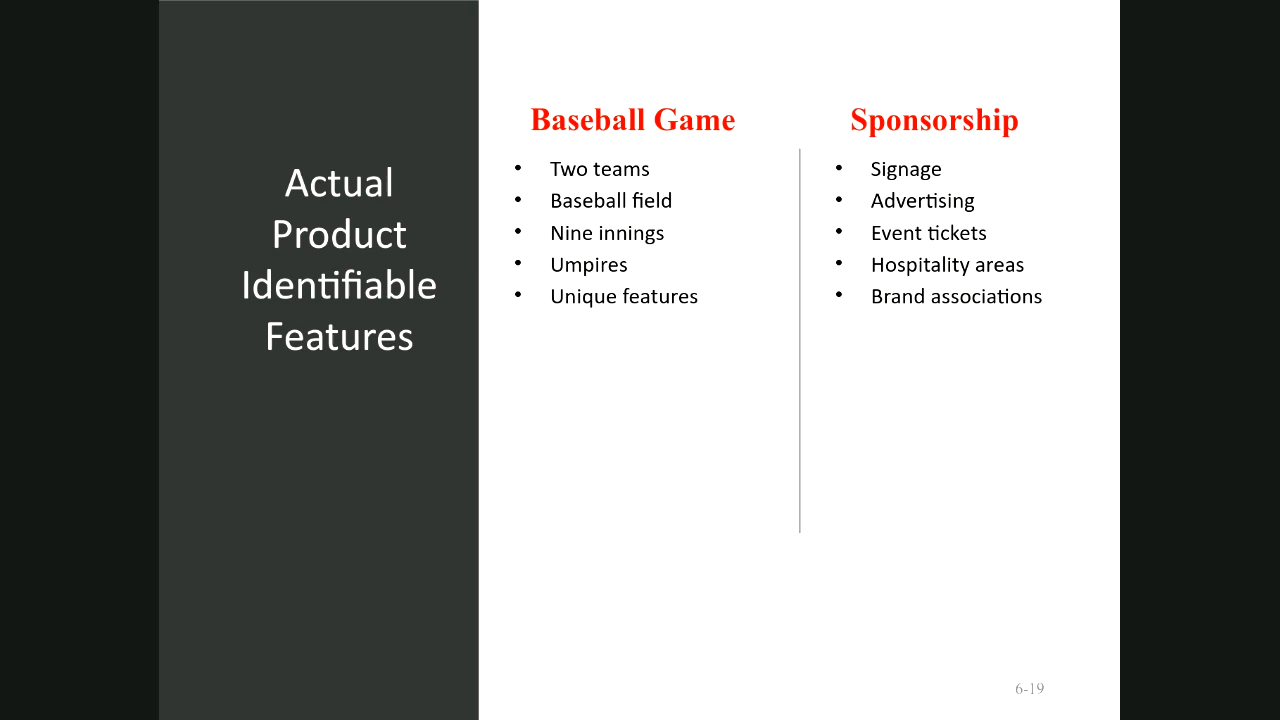 Actual
Product
Identifiable
Features
Baseball Game
• Two teams
• Baseball field
• Nine innings
• Umpires
• Unique features
Sponsorship
• Signage
• Advertising
• Event tickets
• Hospitality areas
• Brand associations
6-19